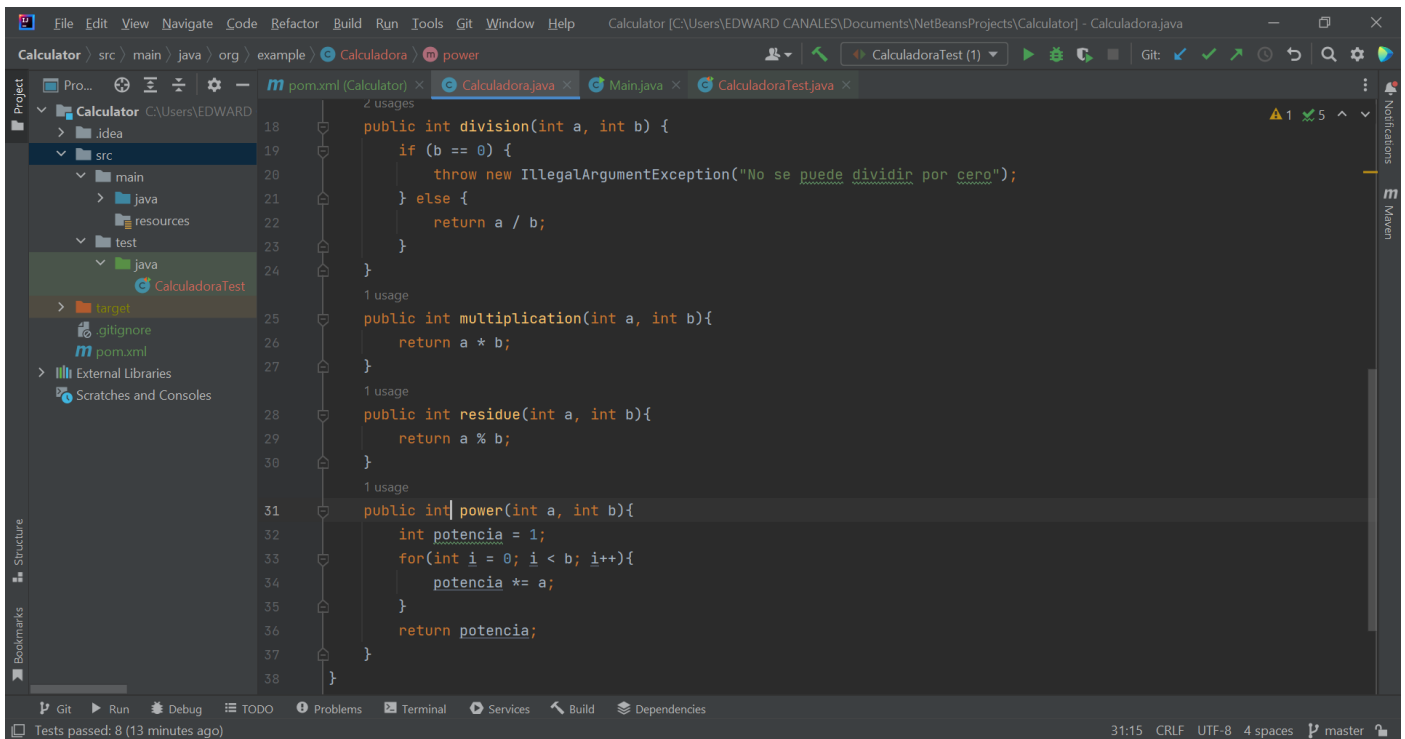 File Edit View Navigate Code Refactor Build Run Tools Git Window Help Calculator [C:\Users\EDWARD CANALES\Documents\NetBeansProjects\Calculator] - Calculadora.java
Calculator 〉 src 〉 main 〉 java 〉 org 〉 example 〉 Calculadora 〉 power CalculadoraTest (1) Git:
Pro... pom.xml (Calculator) Calculadora.java Main.java CalculadoraTest.java
Project
Calculator C:\Users\EDWARD
.idea
src
main
java
resources
test
java
CalculadoraTest
target
.gitignore
pom.xml
External Libraries
Scratches and Consoles
2 usages
18 public int division(int a, int b) {
19 if (b == 0) {
20 throw new IllegalArgumentException("No se puede dividir por cero");
21 } else {
22 return a / b;
23 }
24 }
1 usage
25 public int multiplication(int a, int b){
26 return a * b;
27 }
1 usage
28 public int residue(int a, int b){
29 return a % b;
30 }
1 usage
31 public int power(int a, int b){
32 int potencia = 1;
33 for(int i = 0; i < b; i++){
34 potencia *= a;
35 }
36 return potencia;
37 }
38 }
1 5
Notifications
Maven
Structure
Bookmarks
Git Run Debug TODO Problems Terminal Services Build Dependencies
Tests passed: 8 (13 minutes ago) 31:15 CRLF UTF-8 4 spaces master